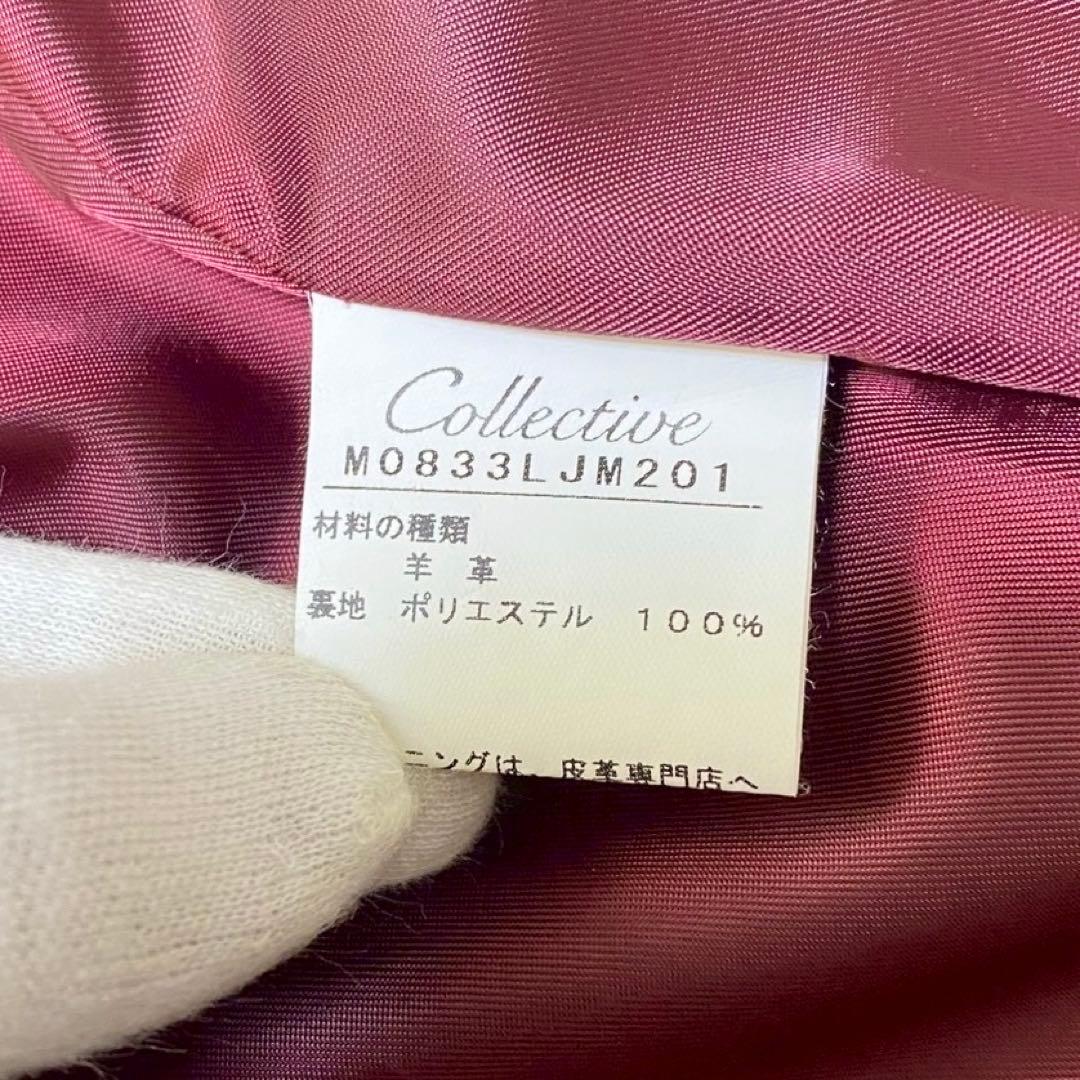 Collective
M0833LJM201
材料の種類
羊 革
裏地 ポリエステル 100%
ニングは、皮革専門店へ